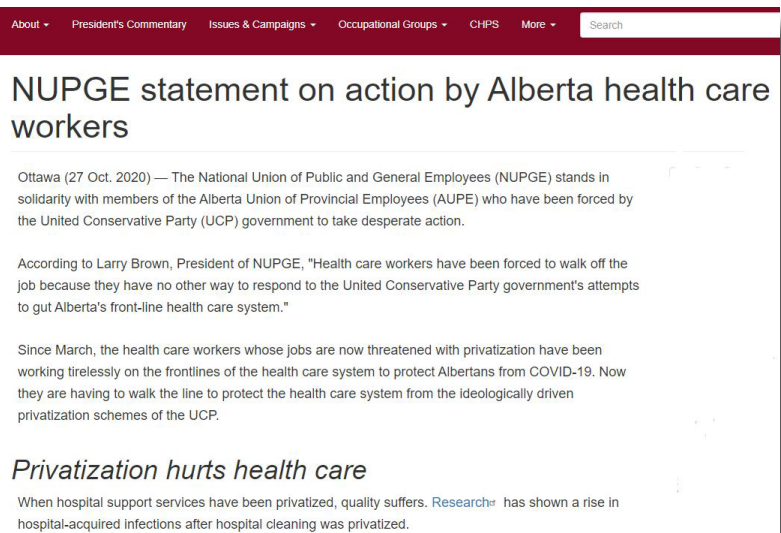 About President's Commentary Issues & Campaigns Occupational Groups CHPS More Search
NUPGE statement on action by Alberta health care
workers
Ottawa (27 Oct. 2020) — The National Union of Public and General Employees (NUPGE) stands in
solidarity with members of the Alberta Union of Provincial Employees (AUPE) who have been forced by
the United Conservative Party (UCP) government to take desperate action.
According to Larry Brown, President of NUPGE, "Health care workers have been forced to walk off the
job because they have no other way to respond to the United Conservative Party government's attempts
to gut Alberta's front-line health care system."
Since March, the health care workers whose jobs are now threatened with privatization have been
working tirelessly on the frontlines of the health care system to protect Albertans from COVID-19. Now
they are having to walk the line to protect the health care system from the ideologically driven
privatization schemes of the UCP.
Privatization hurts health care
When hospital support services have been privatized, quality suffers. Research has shown a rise in
hospital-acquired infections after hospital cleaning was privatized.